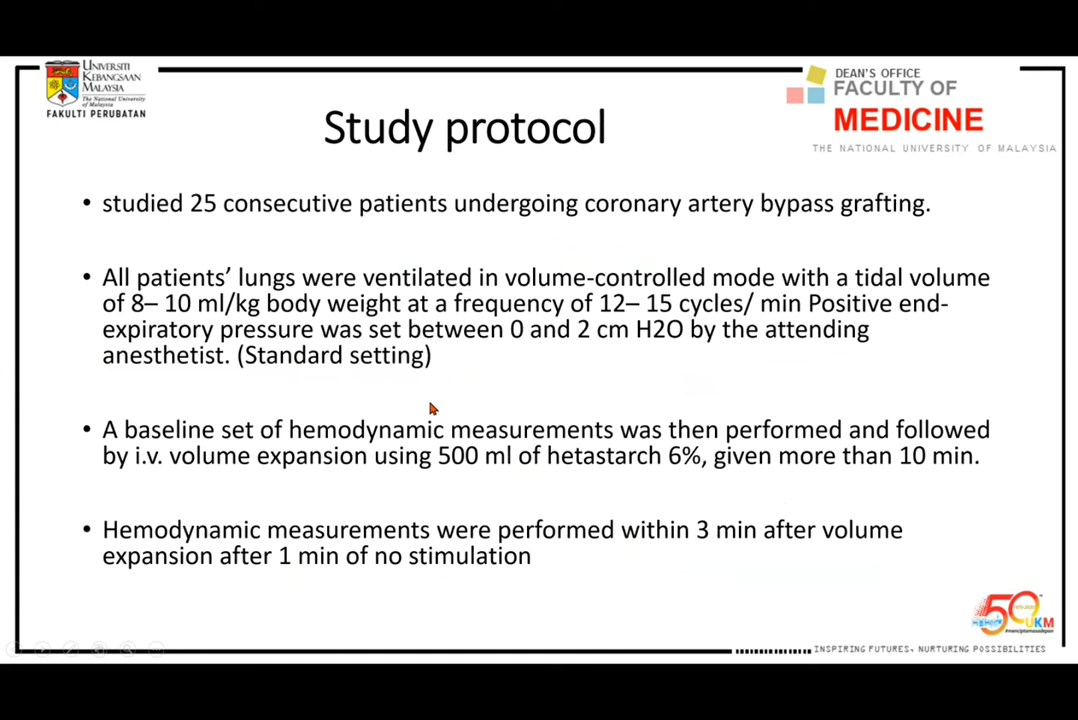 UNIVERSITI
KEBANGSAAN
MALAYSIA
The National University
of Malaysia
FAKULTI PERUBATAN
DEAN'S OFFICE
FACULTY OF
MEDICINE
THE NATIONAL UNIVERSITY OF MALAYSIA
Study protocol
• studied 25 consecutive patients undergoing coronary artery bypass grafting.
• All patients’ lungs were ventilated in volume-controlled mode with a tidal volume
of 8– 10 ml/kg body weight at a frequency of 12– 15 cycles/ min Positive end-
expiratory pressure was set between 0 and 2 cm H2O by the attending
anesthetist. (Standard setting)
• A baseline set of hemodynamic measurements was then performed and followed
by i.v. volume expansion using 500 ml of hetastarch 6%, given more than 10 min.
• Hemodynamic measurements were performed within 3 min after volume
expansion after 1 min of no stimulation
50
UKM
INSPIRING FUTURES, NURTURING POSSIBILITIES